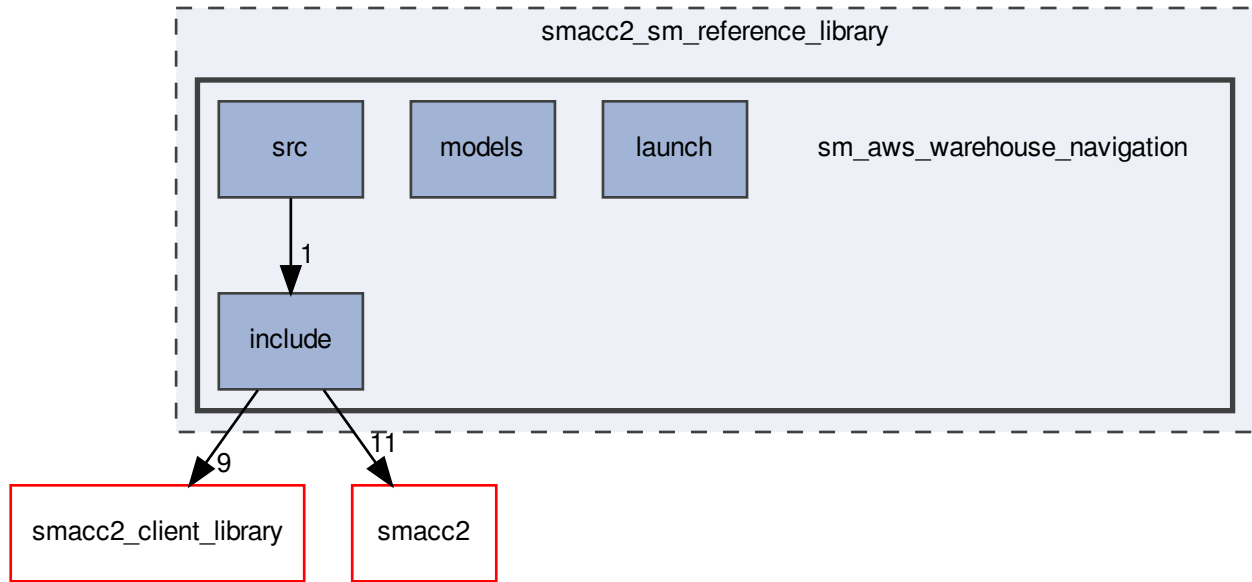 smacc2_sm_reference_library
src
models
launch
sm_aws_warehouse_navigation
1
include
9
11
smacc2_client_library
smacc2